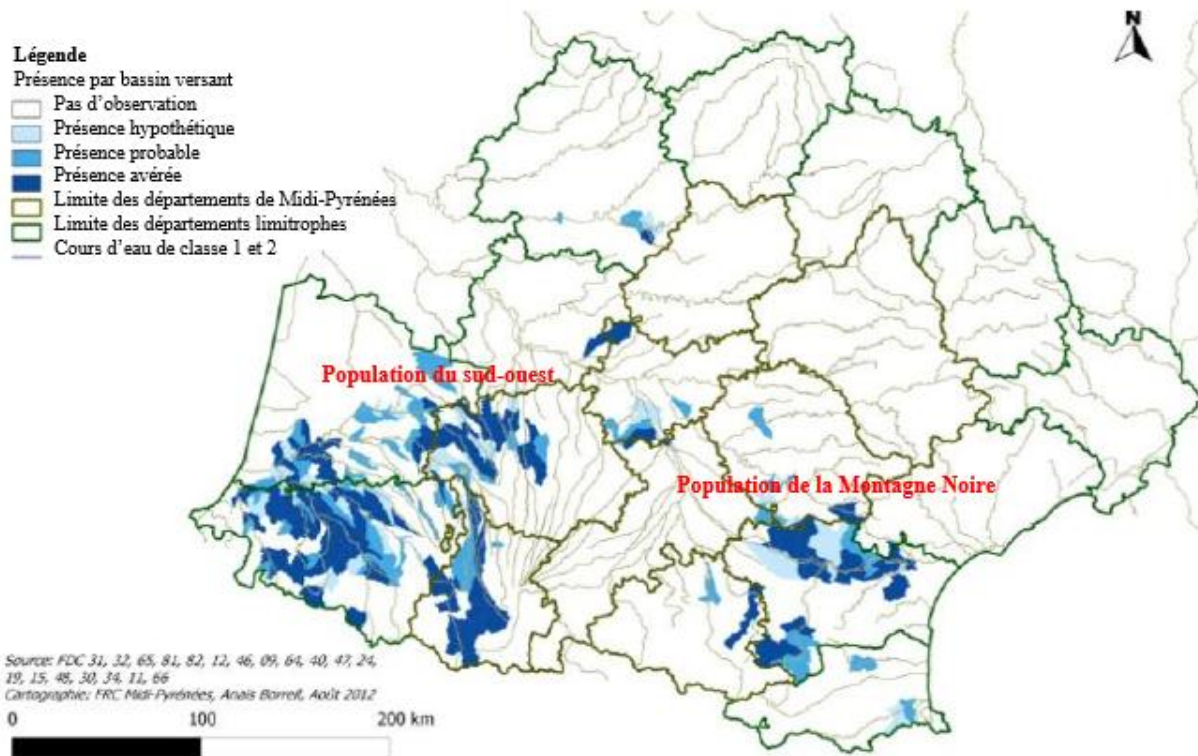 N
Légende
Présence par bassin versant
Pas d'observation
Présence hypothétique
Présence probable
Présence avérée
Limite des départements de Midi-Pyrénées
Limite des départements limitrophes
Cours d'eau de classe 1 et 2
Population du sud-ouest
Population de la Montagne Noire
Source: FDC 31, 32, 65, 81, 82, 12, 46, 09, 64, 40, 47, 24,
19, 15, 48, 30, 34, 11, 66
Cartographie: FRC Midi-Pyrénées, Anais Borrell, Août 2012
0 100 200 km